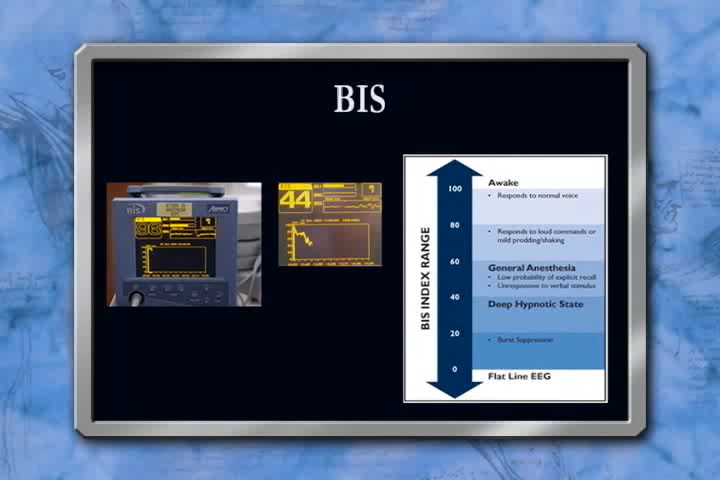 BIS
BIS
96
44
100
80
60
40
20
0
BIS INDEX RANGE
Awake
• Responds to normal voice
• Responds to loud commands or
mild prodding/shaking
General Anesthesia
• Low probability of explicit recall
• Unresponsive to verbal stimulus
Deep Hypnotic State
• Burst Suppression
Flat Line EEG